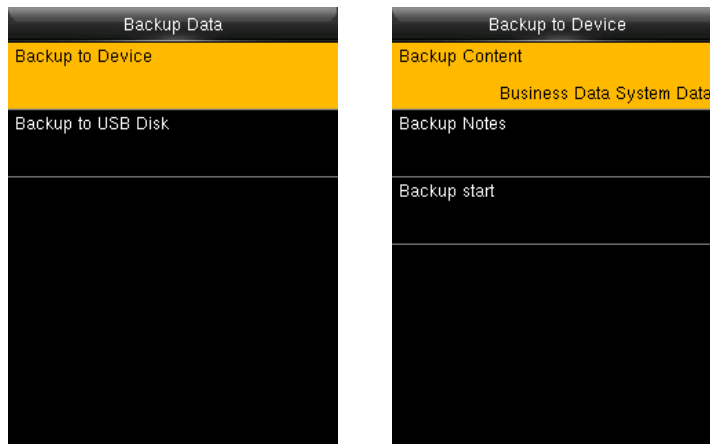 Backup Data
Backup to Device
Backup to USB Disk
Backup to Device
Backup Content
Business Data System Data
Backup Notes
Backup start